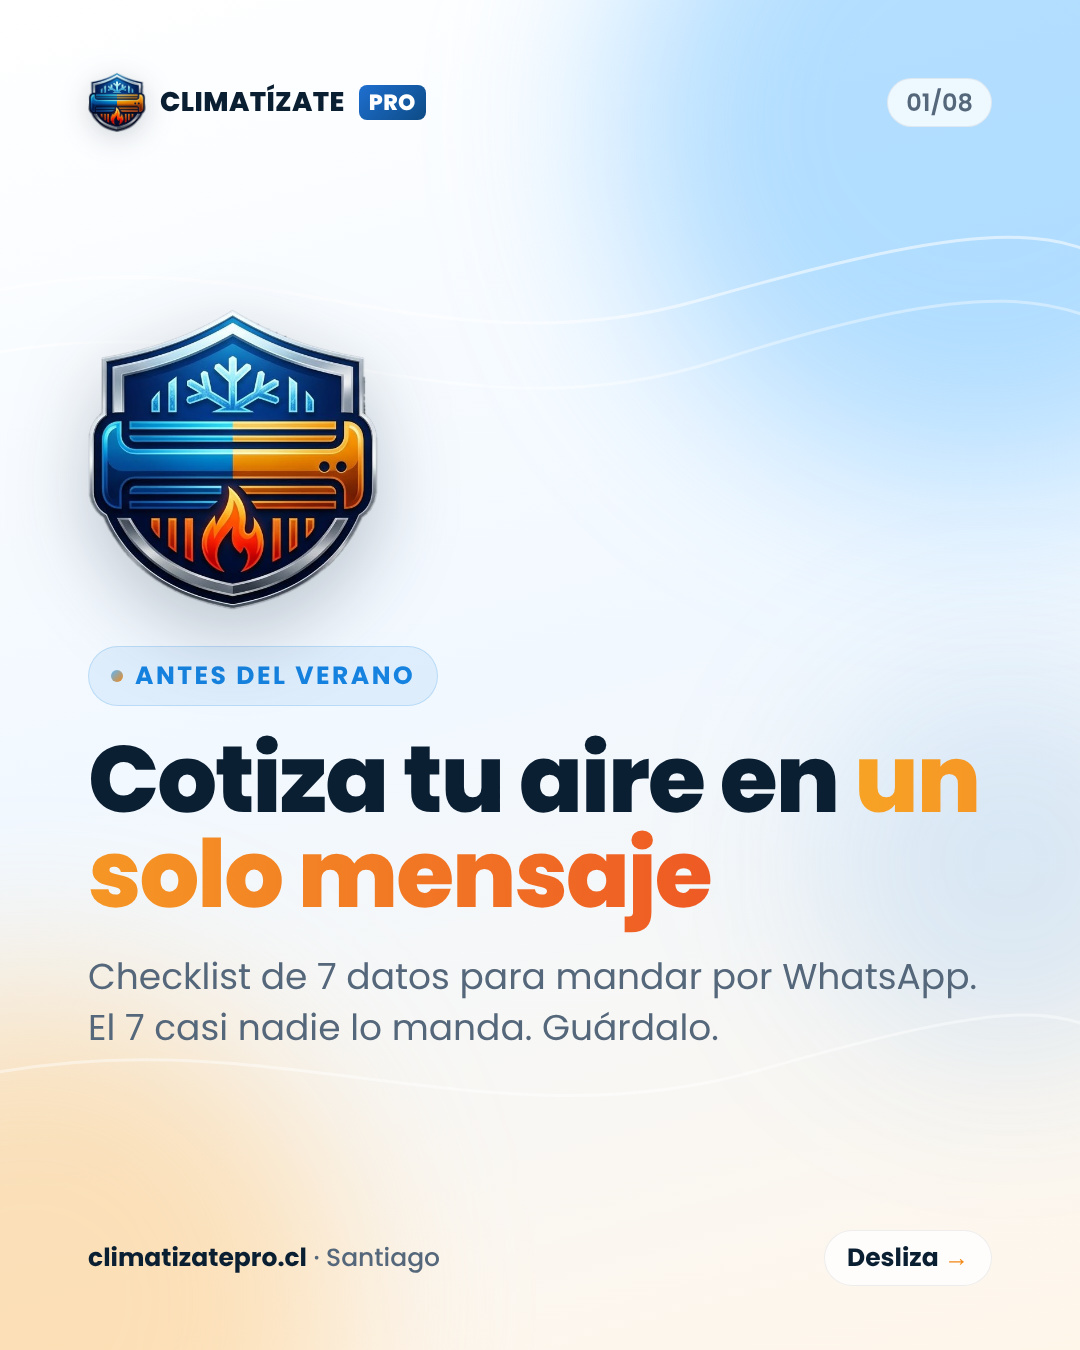 CLIMATÍZATE PRO
01/08
ANTES DEL VERANO
Cotiza tu aire en un
solo mensaje
Checklist de 7 datos para mandar por WhatsApp.
El 7 casi nadie lo manda. Guárdalo.
climatizatepro.cl · Santiago
Desliza →